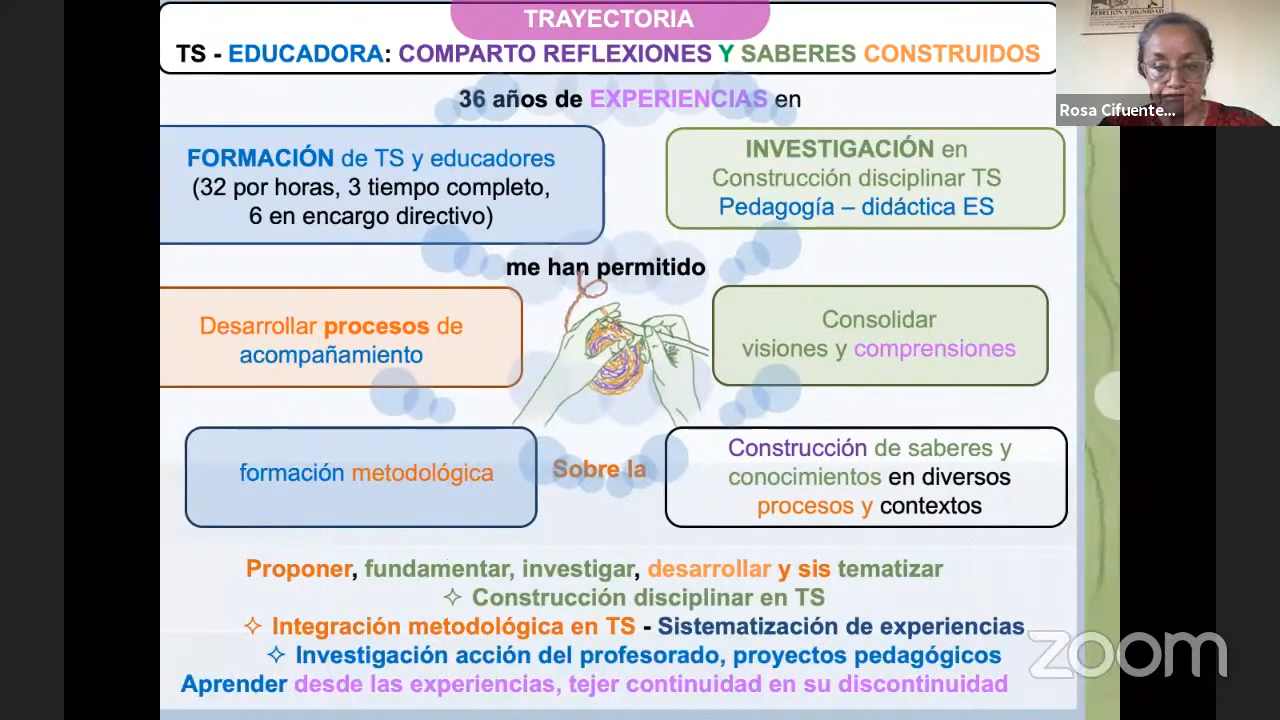 TRAYECTORIA
TS - EDUCADORA: COMPARTO REFLEXIONES Y SABERES CONSTRUIDOS
REBELIÓN Y DIGNIDAD
Rosa Cifuente...
36 años de EXPERIENCIAS en
FORMACIÓN de TS y educadores
(32 por horas, 3 tiempo completo,
6 en encargo directivo)
INVESTIGACIÓN en
Construcción disciplinar TS
Pedagogía – didáctica ES
me han permitido
Desarrollar procesos de
acompañamiento
Consolidar
visiones y comprensiones
formación metodológica
Sobre la
Construcción de saberes y
conocimientos en diversos
procesos y contextos
Proponer, fundamentar, investigar, desarrollar y sis tematizar
✧ Construcción disciplinar en TS
✧ Integración metodológica en TS - Sistematización de experiencias
✧ Investigación acción del profesorado, proyectos pedagógicos
Aprender desde las experiencias, tejer continuidad en su discontinuidad
zoom